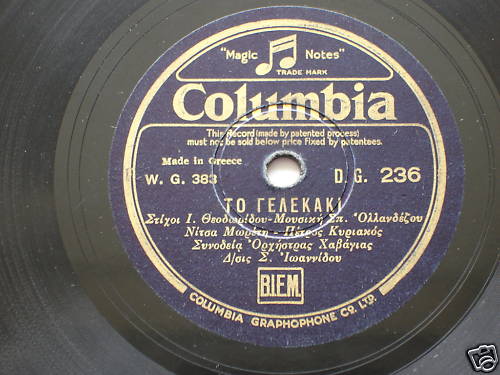 "Magic Notes"
TRADE MARK
Columbia
This Record (made by patented process)
must not be sold below price fixed by patentees.
Made in Greece
W. G. 383 D.G. 236
ΤΟ ΓΕΛΕΚΑΚΙ
Στίχοι Ι. Θεοδωρίδου-Μουσική Σπ. Ὀλλανδέζου
Νίτσα Μωρέτη - Πέτρος Κυριακός
Συνοδεία Ὀρχήστρας Χαβάγιας
Δ/σις Σ. Ἰωαννίδου
B.I.E.M.
COLUMBIA GRAPHOPHONE CO. LTD.
ebY